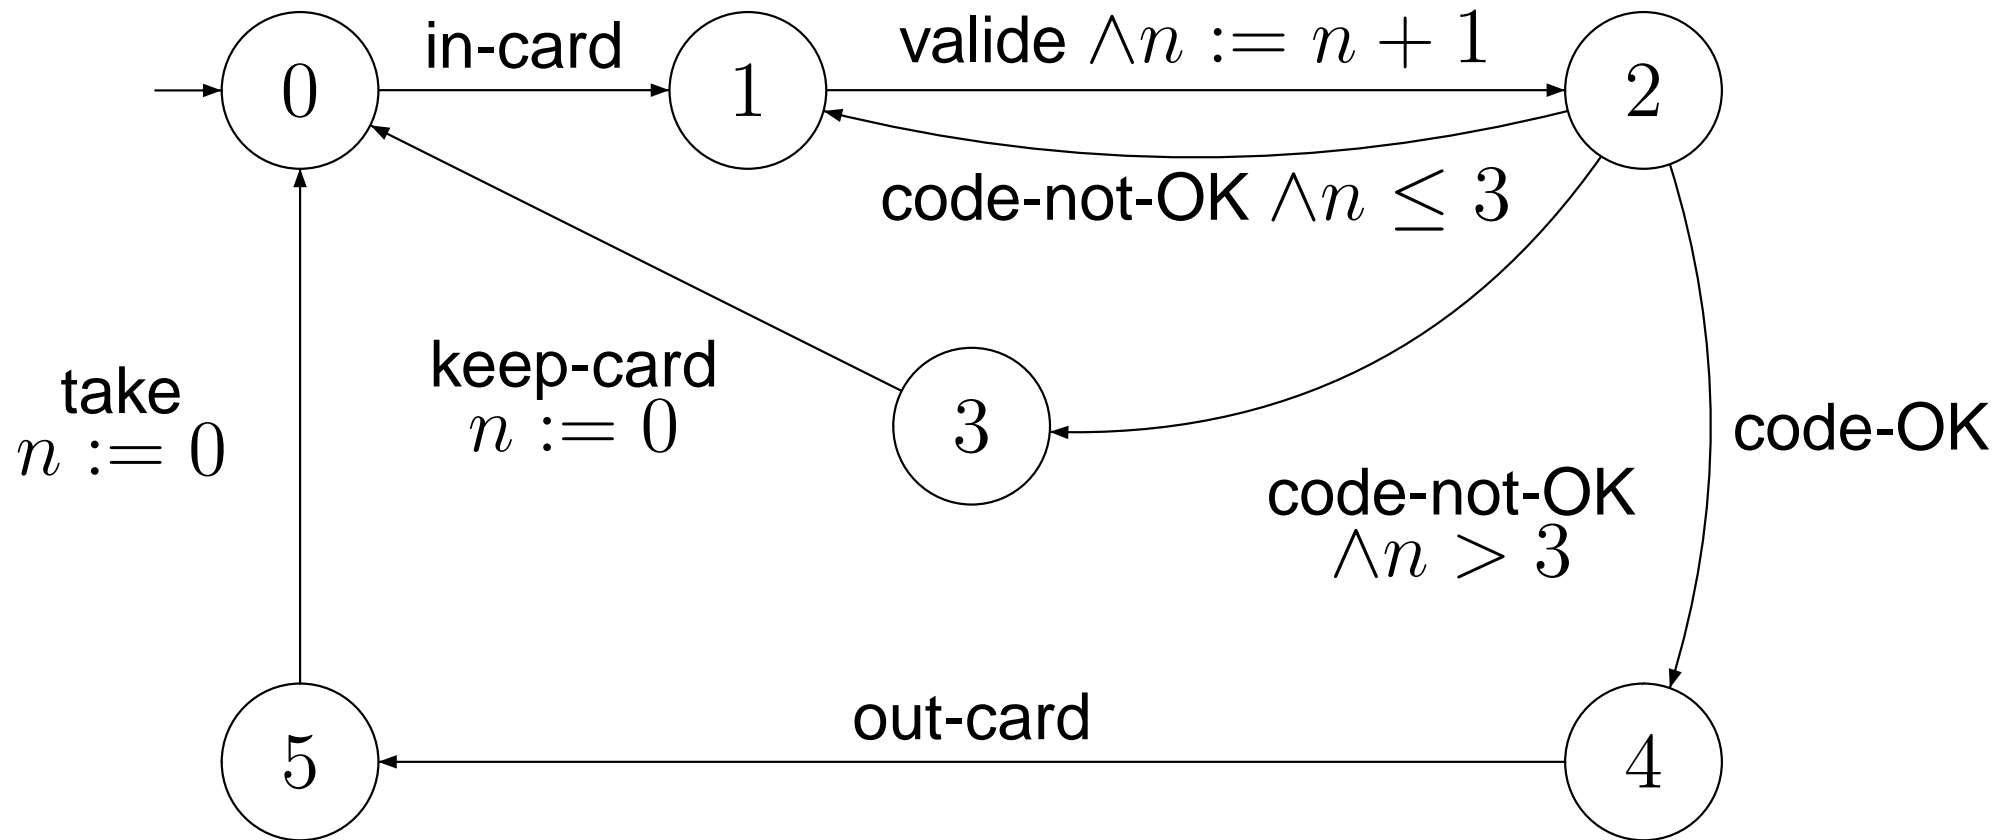 in-card
valide ∧n := n + 1
0
1
2
code-not-OK ∧n ≤ 3
keep-card
n := 0
take
n := 0
3
code-OK
code-not-OK
∧n > 3
out-card
5
4